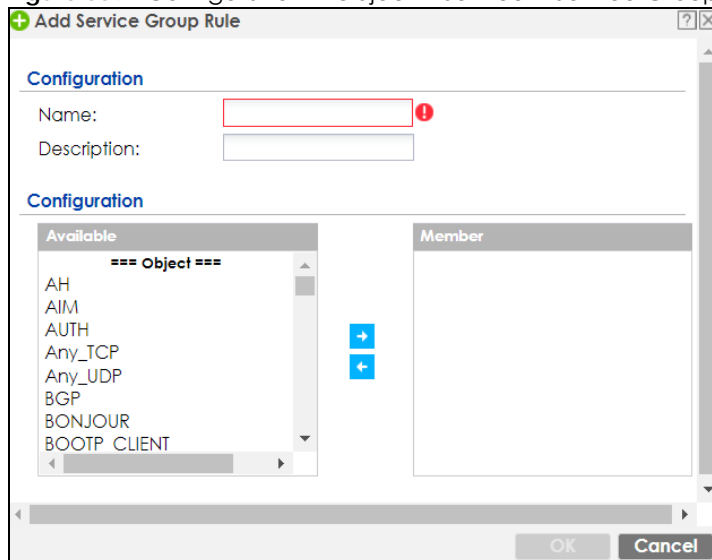 Add Service Group Rule
Configuration
Name:
Description:
Configuration
Available
Member
=== Object ===
AH
AIM
AUTH
Any_TCP
Any_UDP
BGP
BONJOUR
BOOTP_CLIENT
OK
Cancel